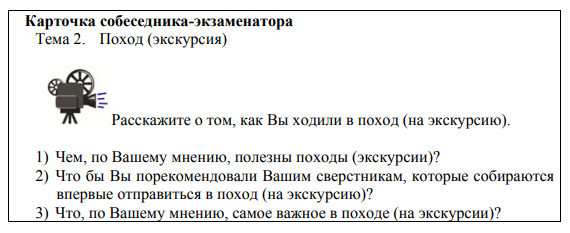 Карточка собеседника-экзаменатора
Тема 2. Поход (экскурсия)
Расскажите о том, как Вы ходили в поход (на экскурсию).
1) Чем, по Вашему мнению, полезны походы (экскурсии)?
2) Что бы Вы порекомендовали Вашим сверстникам, которые собираются
впервые отправиться в поход (на экскурсию)?
3) Что, по Вашему мнению, самое важное в походе (на экскурсии)?